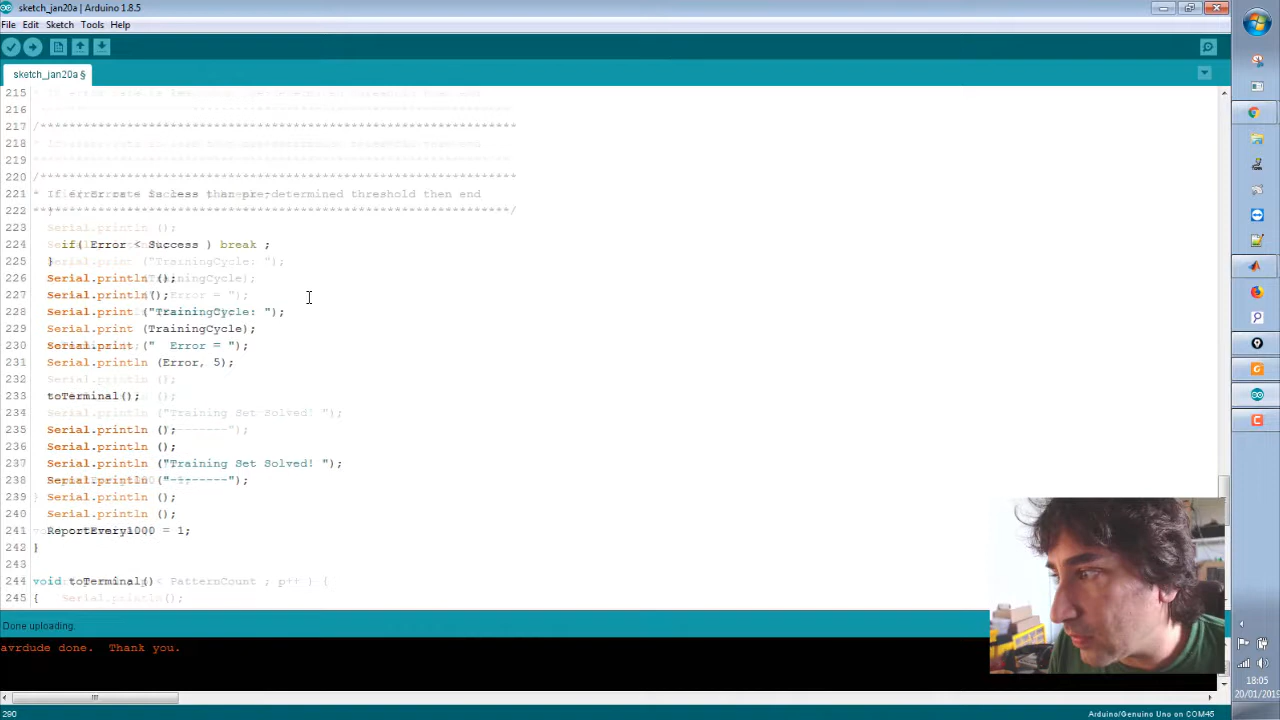 sketch_jan20a | Arduino 1.8.5
File Edit Sketch Tools Help
sketch_jan20a §
215
216
217 /******************************************************************
218
219
220 /******************************************************************
221 * If error rate is less than pre-determined threshold then end
222 ******************************************************************/
223
224 if( Error < Success ) break ;
225 }
226 Serial.println ();
227 Serial.println();
228 Serial.print ("TrainingCycle: ");
229 Serial.print (TrainingCycle);
230 Serial.print ("  Error = ");
231 Serial.println (Error, 5);
232
233 toTerminal();
234
235 Serial.println ();
236 Serial.println ();
237 Serial.println ("Training Set Solved! ");
238 Serial.println ("--------");
239 Serial.println ();
240 Serial.println ();
241 ReportEvery1000 = 1;
242 }
243
244 void toTerminal()
245 {
Done uploading.
avrdude done.  Thank you.
290
Arduino/Genuino Uno on COM45
18:05